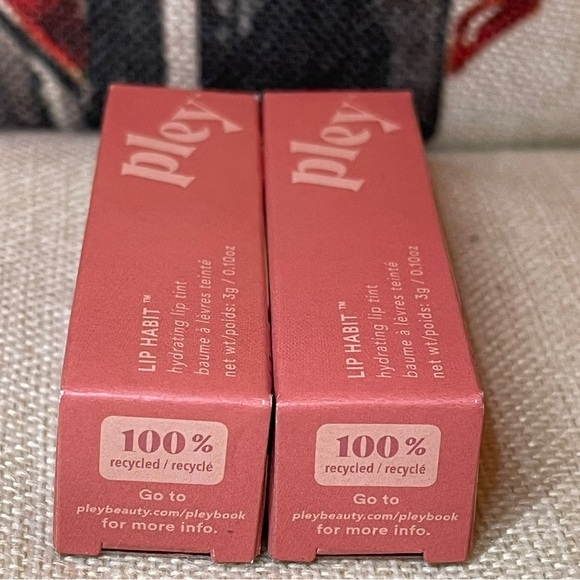 pley
LIP HABIT™
hydrating lip tint
baume à lèvres teinté
net wt/poids: 3g / 0.10oz
100%
recycled / recyclé
Go to
pleybeauty.com/pleybook
for more info.
pley
LIP HABIT™
hydrating lip tint
baume à lèvres teinté
net wt/poids: 3g / 0.10oz
100%
recycled / recyclé
Go to
pleybeauty.com/pleybook
for more info.